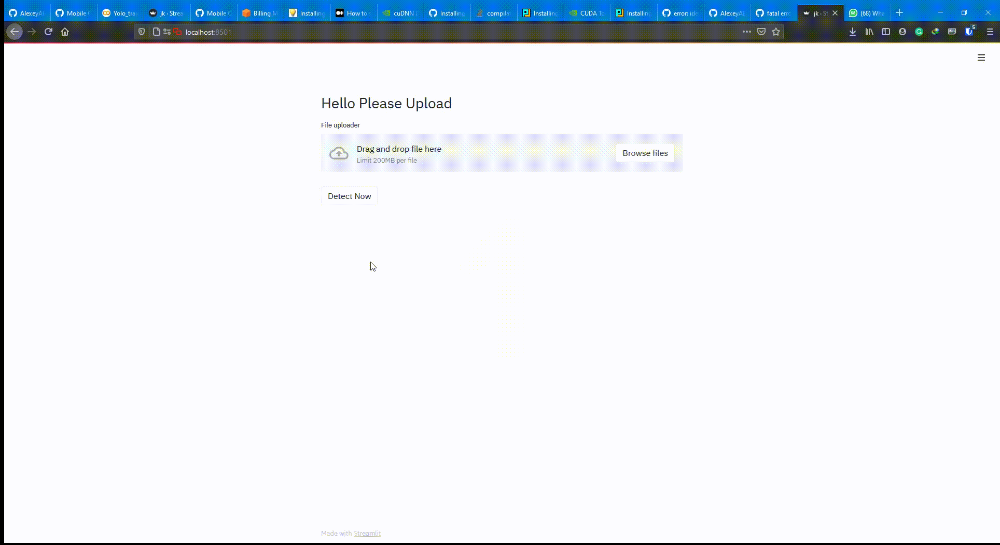 AlexeyA Mobile C Yolo_tra jk · Strea Mobile C Billing M Installing How to cuDNN Installing compila Installing CUDA To Installing error: ide AlexeyA fatal erro jk · St (68) Wha
localhost:8501
5
Hello Please Upload
File uploader
Drag and drop file here
Limit 200MB per file
Browse files
Detect Now
1
Made with Streamlit